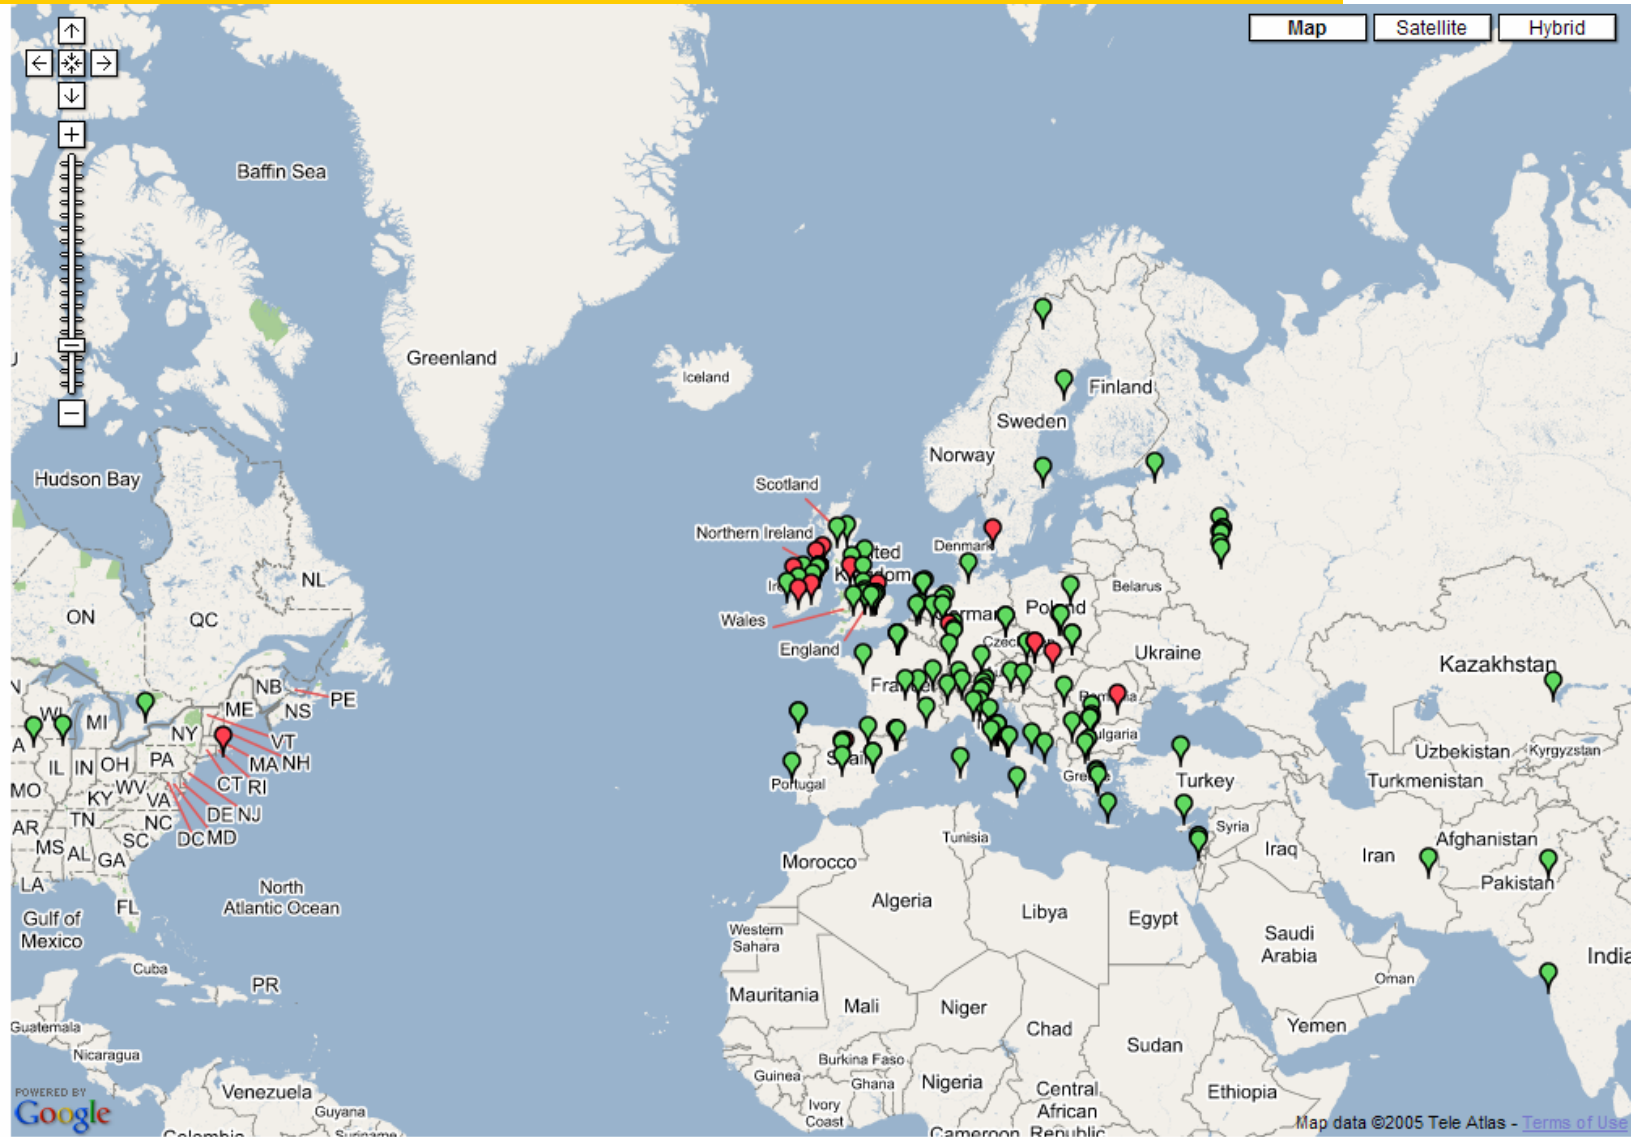 Map
Satellite
Hybrid
Baffin Sea
Greenland
Iceland
Finland
Sweden
Norway
Hudson Bay
Scotland
Northern Ireland
Denmark
Belarus
NL
ON
QC
Wales
England
Ukraine
Kazakhstan
NB
PE
ME
NS
MI
NY
VT
MA NH
PA
IL IN OH
CT RI
MO
WV
KY
VA
DE NJ
TN
NC
AR
DC MD
SC
MS AL GA
LA
FL
Uzbekistan
Kyrgyzstan
Turkmenistan
Turkey
Portugal
Syria
Afghanistan
Iraq
Iran
Pakistan
Tunisia
Morocco
Algeria
Libya
Egypt
North
Atlantic Ocean
Gulf of
Mexico
Western
Sahara
Saudi
Arabia
India
Oman
Cuba
PR
Mauritania
Mali
Niger
Chad
Sudan
Yemen
Guatemala
Nicaragua
Burkina Faso
Guinea
Ghana
Nigeria
Central
African
Republic
Ethiopia
Venezuela
Guyana
Ivory
Coast
Cameroon
POWERED BY
Google
Map data ©2005 Tele Atlas - Terms of Use